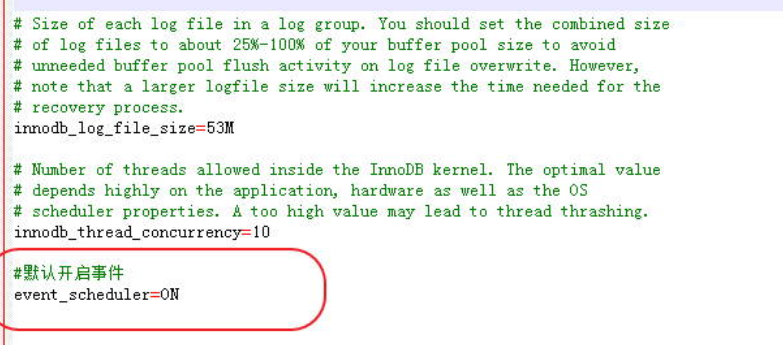 # Size of each log file in a log group. You should set the combined size
# of log files to about 25%-100% of your buffer pool size to avoid
# unneeded buffer pool flush activity on log file overwrite. However,
# note that a larger logfile size will increase the time needed for the
# recovery process.
innodb_log_file_size=53M
# Number of threads allowed inside the InnoDB kernel. The optimal value
# depends highly on the application, hardware as well as the OS
# scheduler properties. A too high value may lead to thread thrashing.
innodb_thread_concurrency=10
#默认开启事件
event_scheduler=ON